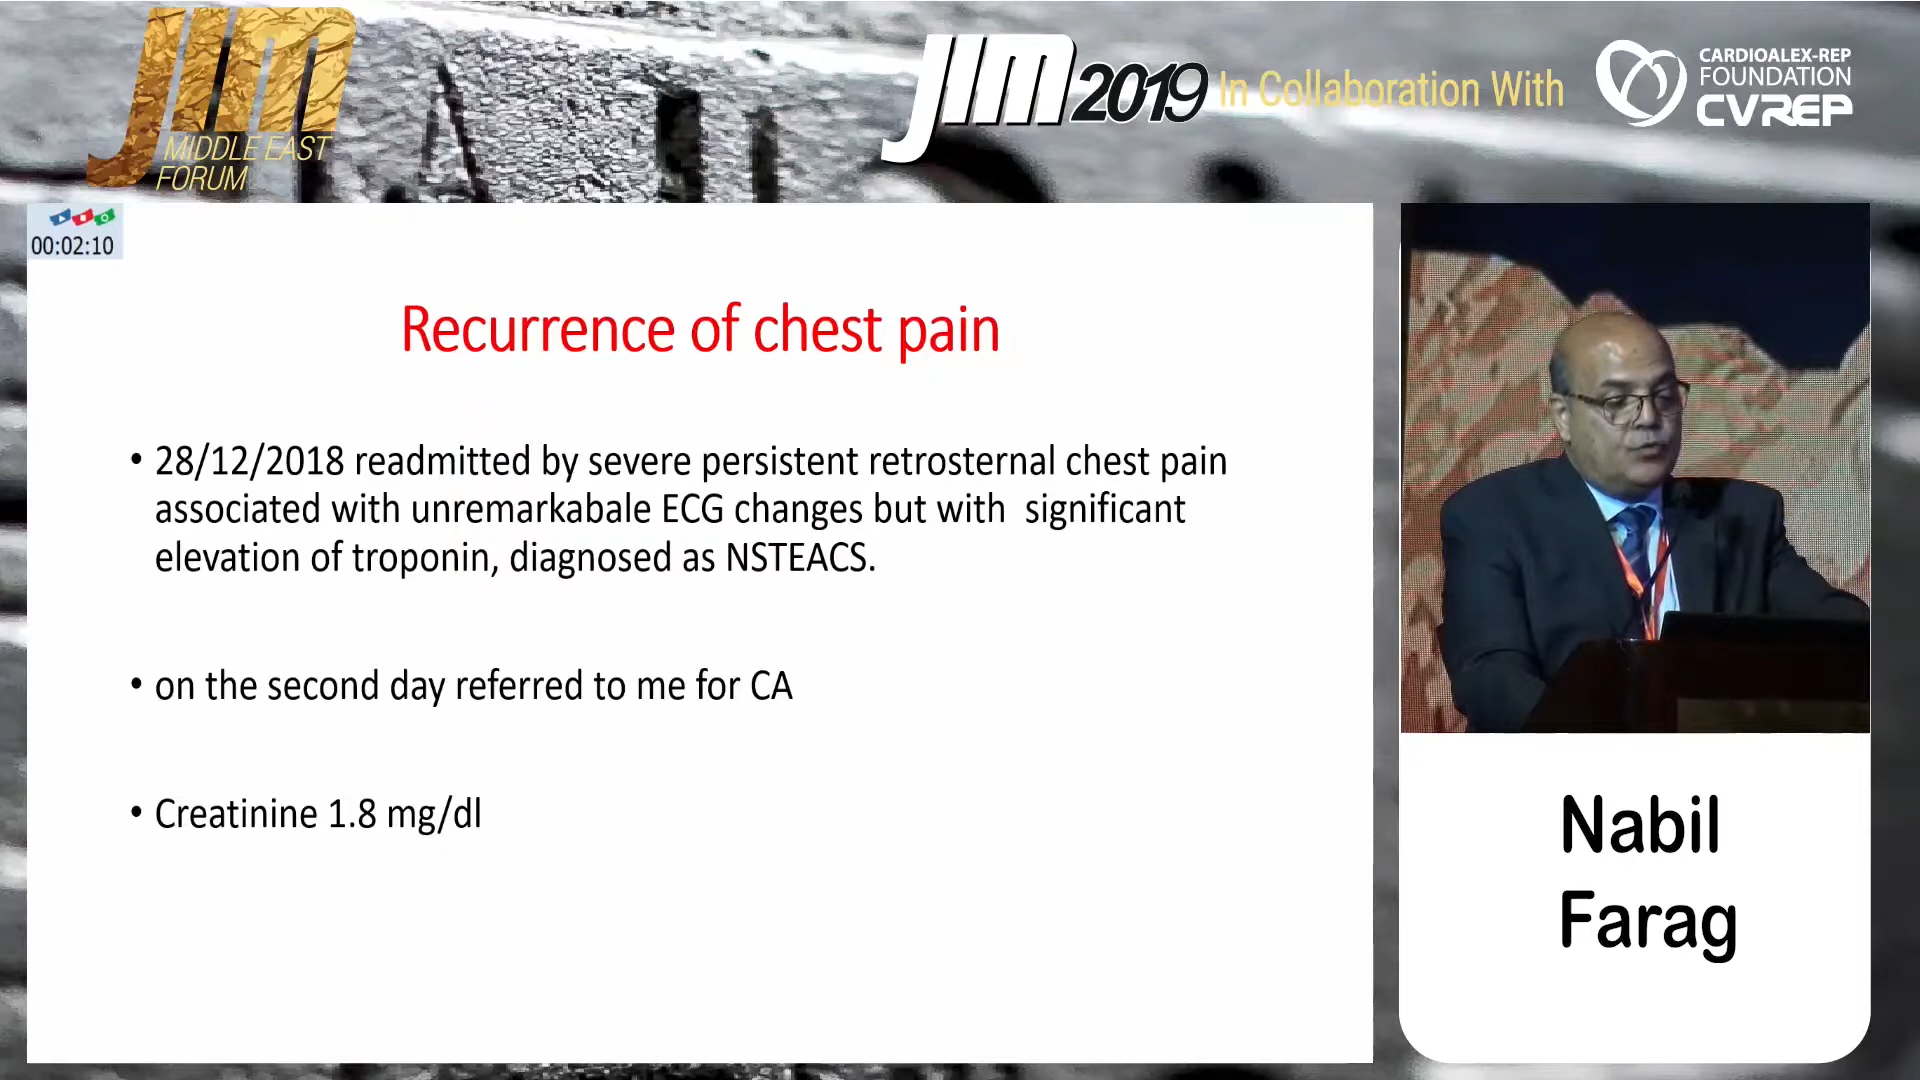 JIM
MIDDLE EAST
FORUM
JIM 2019 In Collaboration With
CARDIOALEX-REP
FOUNDATION
CVREP
00:02:10
Recurrence of chest pain
• 28/12/2018 readmitted by severe persistent retrosternal chest pain
associated with unremarkabale ECG changes but with significant
elevation of troponin, diagnosed as NSTEACS.
• on the second day referred to me for CA
• Creatinine 1.8 mg/dl
Nabil
Farag